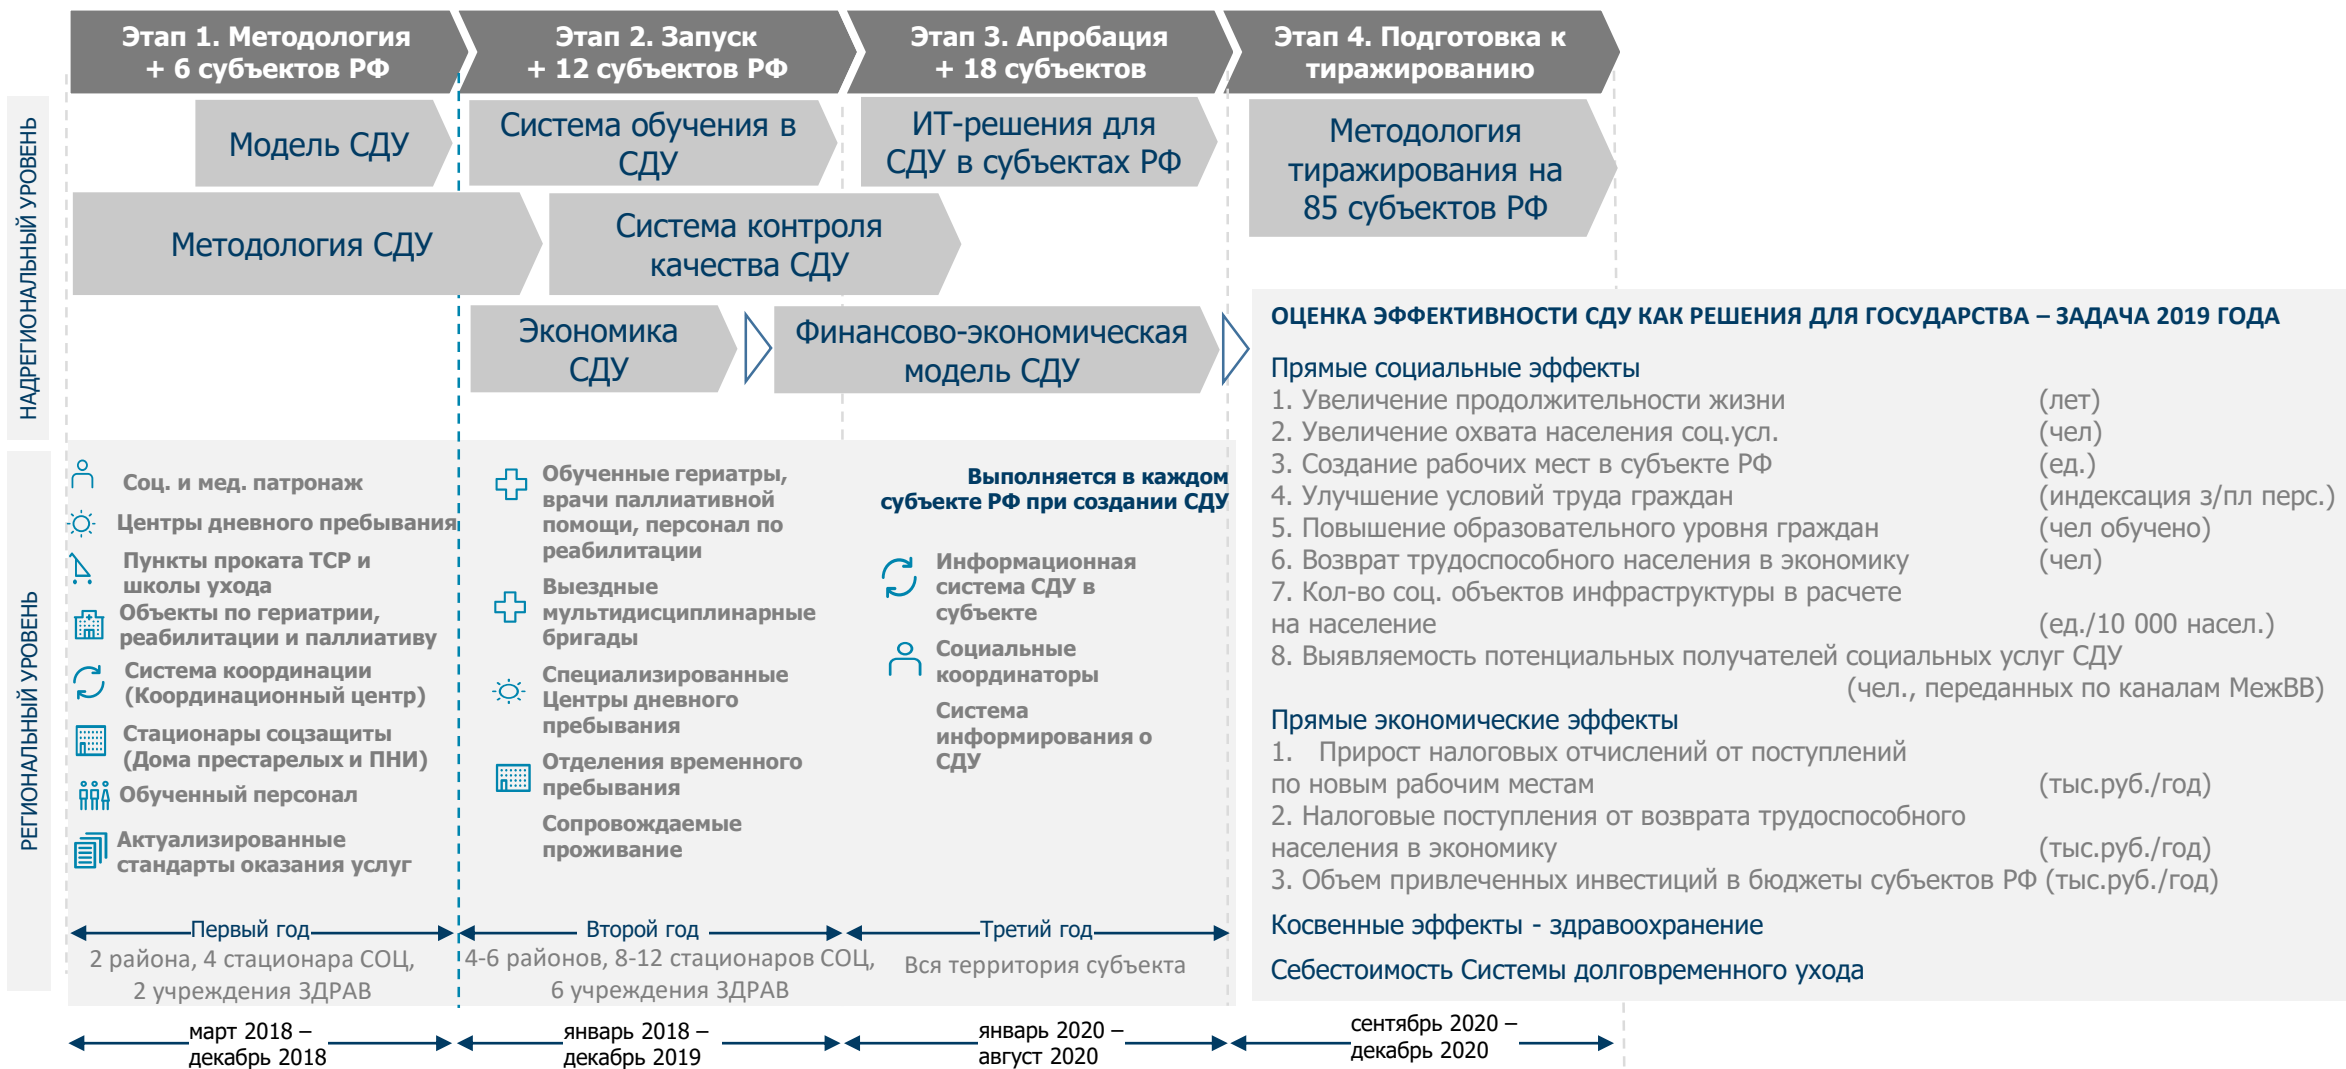 Этап 1. Методология
+ 6 субъектов РФ
Этап 2. Запуск
+ 12 субъектов РФ
Этап 3. Апробация
+ 18 субъектов
Этап 4. Подготовка к
тиражированию
НАДРЕГИОНАЛЬНЫЙ УРОВЕНЬ
Модель СДУ
Система обучения в
СДУ
ИТ-решения для
СДУ в субъектах РФ
Методология
тиражирования на
85 субъектов РФ
Методология СДУ
Система контроля
качества СДУ
Экономика
СДУ
Финансово-экономическая
модель СДУ
РЕГИОНАЛЬНЫЙ УРОВЕНЬ
Соц. и мед. патронаж
Центры дневного пребывания
Пункты проката ТСР и
школы ухода
Объекты по гериатрии,
реабилитации и паллиативу
Система координации
(Координационный центр)
Стационары соцзащиты
(Дома престарелых и ПНИ)
Обученный персонал
Актуализированные
стандарты оказания услуг
Обученные гериатры,
врачи паллиативной
помощи, персонал по
реабилитации
Выездные
мультидисциплинарные
бригады
Специализированные
Центры дневного
пребывания
Отделения временного
пребывания
Сопровождаемые
проживание
Выполняется в каждом
субъекте РФ при создании СДУ
Информационная
система СДУ в
субъекте
Социальные
координаторы
Система
информирования о
СДУ
Первый год
2 района, 4 стационара СОЦ,
2 учреждения ЗДРАВ
Второй год
4-6 районов, 8-12 стационаров СОЦ,
6 учреждения ЗДРАВ
Третий год
Вся территория субъекта
март 2018 –
декабрь 2018
январь 2018 –
декабрь 2019
январь 2020 –
август 2020
сентябрь 2020 –
декабрь 2020
ОЦЕНКА ЭФФЕКТИВНОСТИ СДУ КАК РЕШЕНИЯ ДЛЯ ГОСУДАРСТВА – ЗАДАЧА 2019 ГОДА
Прямые социальные эффекты
1. Увеличение продолжительности жизни (лет)
2. Увеличение охвата населения соц.усл. (чел)
3. Создание рабочих мест в субъекте РФ (ед.)
4. Улучшение условий труда граждан (индексация з/пл перс.)
5. Повышение образовательного уровня граждан (чел обучено)
6. Возврат трудоспособного населения в экономику (чел)
7. Кол-во соц. объектов инфраструктуры в расчете
на население (ед./10 000 насел.)
8. Выявляемость потенциальных получателей социальных услуг СДУ
(чел., переданных по каналам МежВВ)
Прямые экономические эффекты
1. Прирост налоговых отчислений от поступлений
по новым рабочим местам (тыс.руб./год)
2. Налоговые поступления от возврата трудоспособного
населения в экономику (тыс.руб./год)
3. Объем привлеченных инвестиций в бюджеты субъектов РФ (тыс.руб./год)
Косвенные эффекты - здравоохранение
Себестоимость Системы долговременного ухода